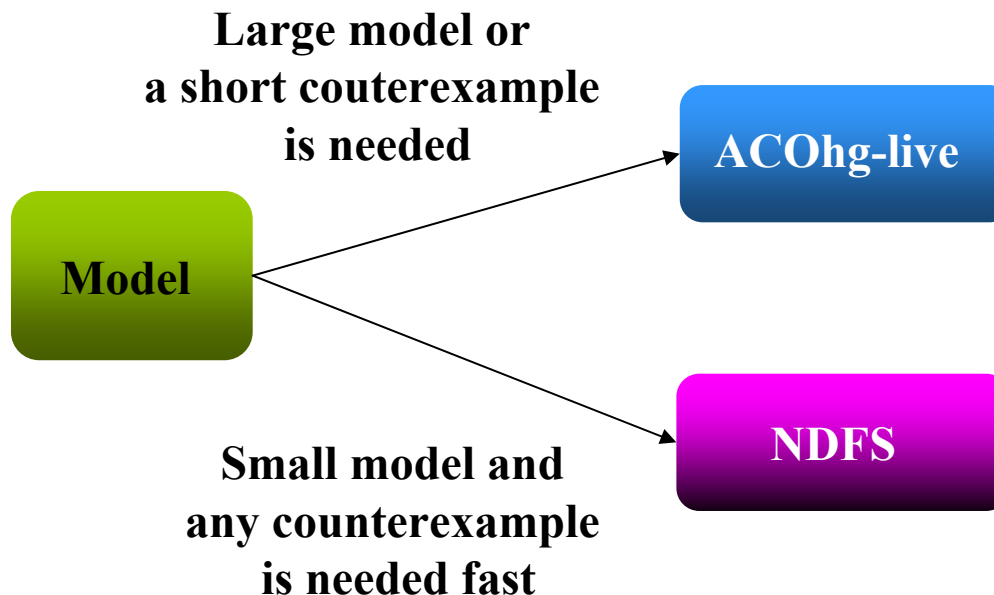 Large model or
a short couterexample
is needed
ACOhg-live
Model
NDFS
Small model and
any counterexample
is needed fast